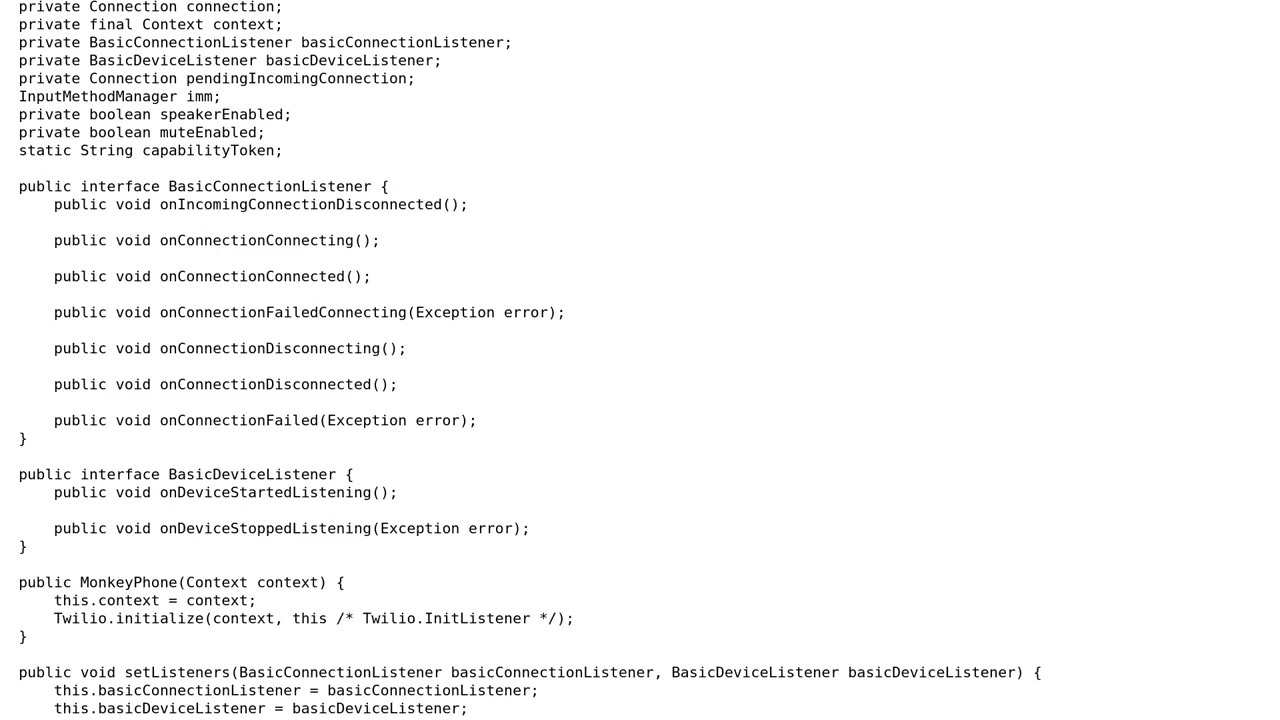 private Connection connection;
private final Context context;
private BasicConnectionListener basicConnectionListener;
private BasicDeviceListener basicDeviceListener;
private Connection pendingIncomingConnection;
InputMethodManager imm;
private boolean speakerEnabled;
private boolean muteEnabled;
static String capabilityToken;

public interface BasicConnectionListener {
    public void onIncomingConnectionDisconnected();

    public void onConnectionConnecting();

    public void onConnectionConnected();

    public void onConnectionFailedConnecting(Exception error);

    public void onConnectionDisconnecting();

    public void onConnectionDisconnected();

    public void onConnectionFailed(Exception error);
}

public interface BasicDeviceListener {
    public void onDeviceStartedListening();

    public void onDeviceStoppedListening(Exception error);
}

public MonkeyPhone(Context context) {
    this.context = context;
    Twilio.initialize(context, this /* Twilio.InitListener */);
}

public void setListeners(BasicConnectionListener basicConnectionListener, BasicDeviceListener basicDeviceListener) {
    this.basicConnectionListener = basicConnectionListener;
    this.basicDeviceListener = basicDeviceListener;